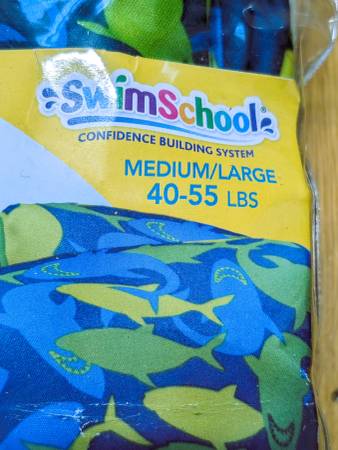 SwimSchool®
CONFIDENCE BUILDING SYSTEM
MEDIUM/LARGE
40-55 LBS